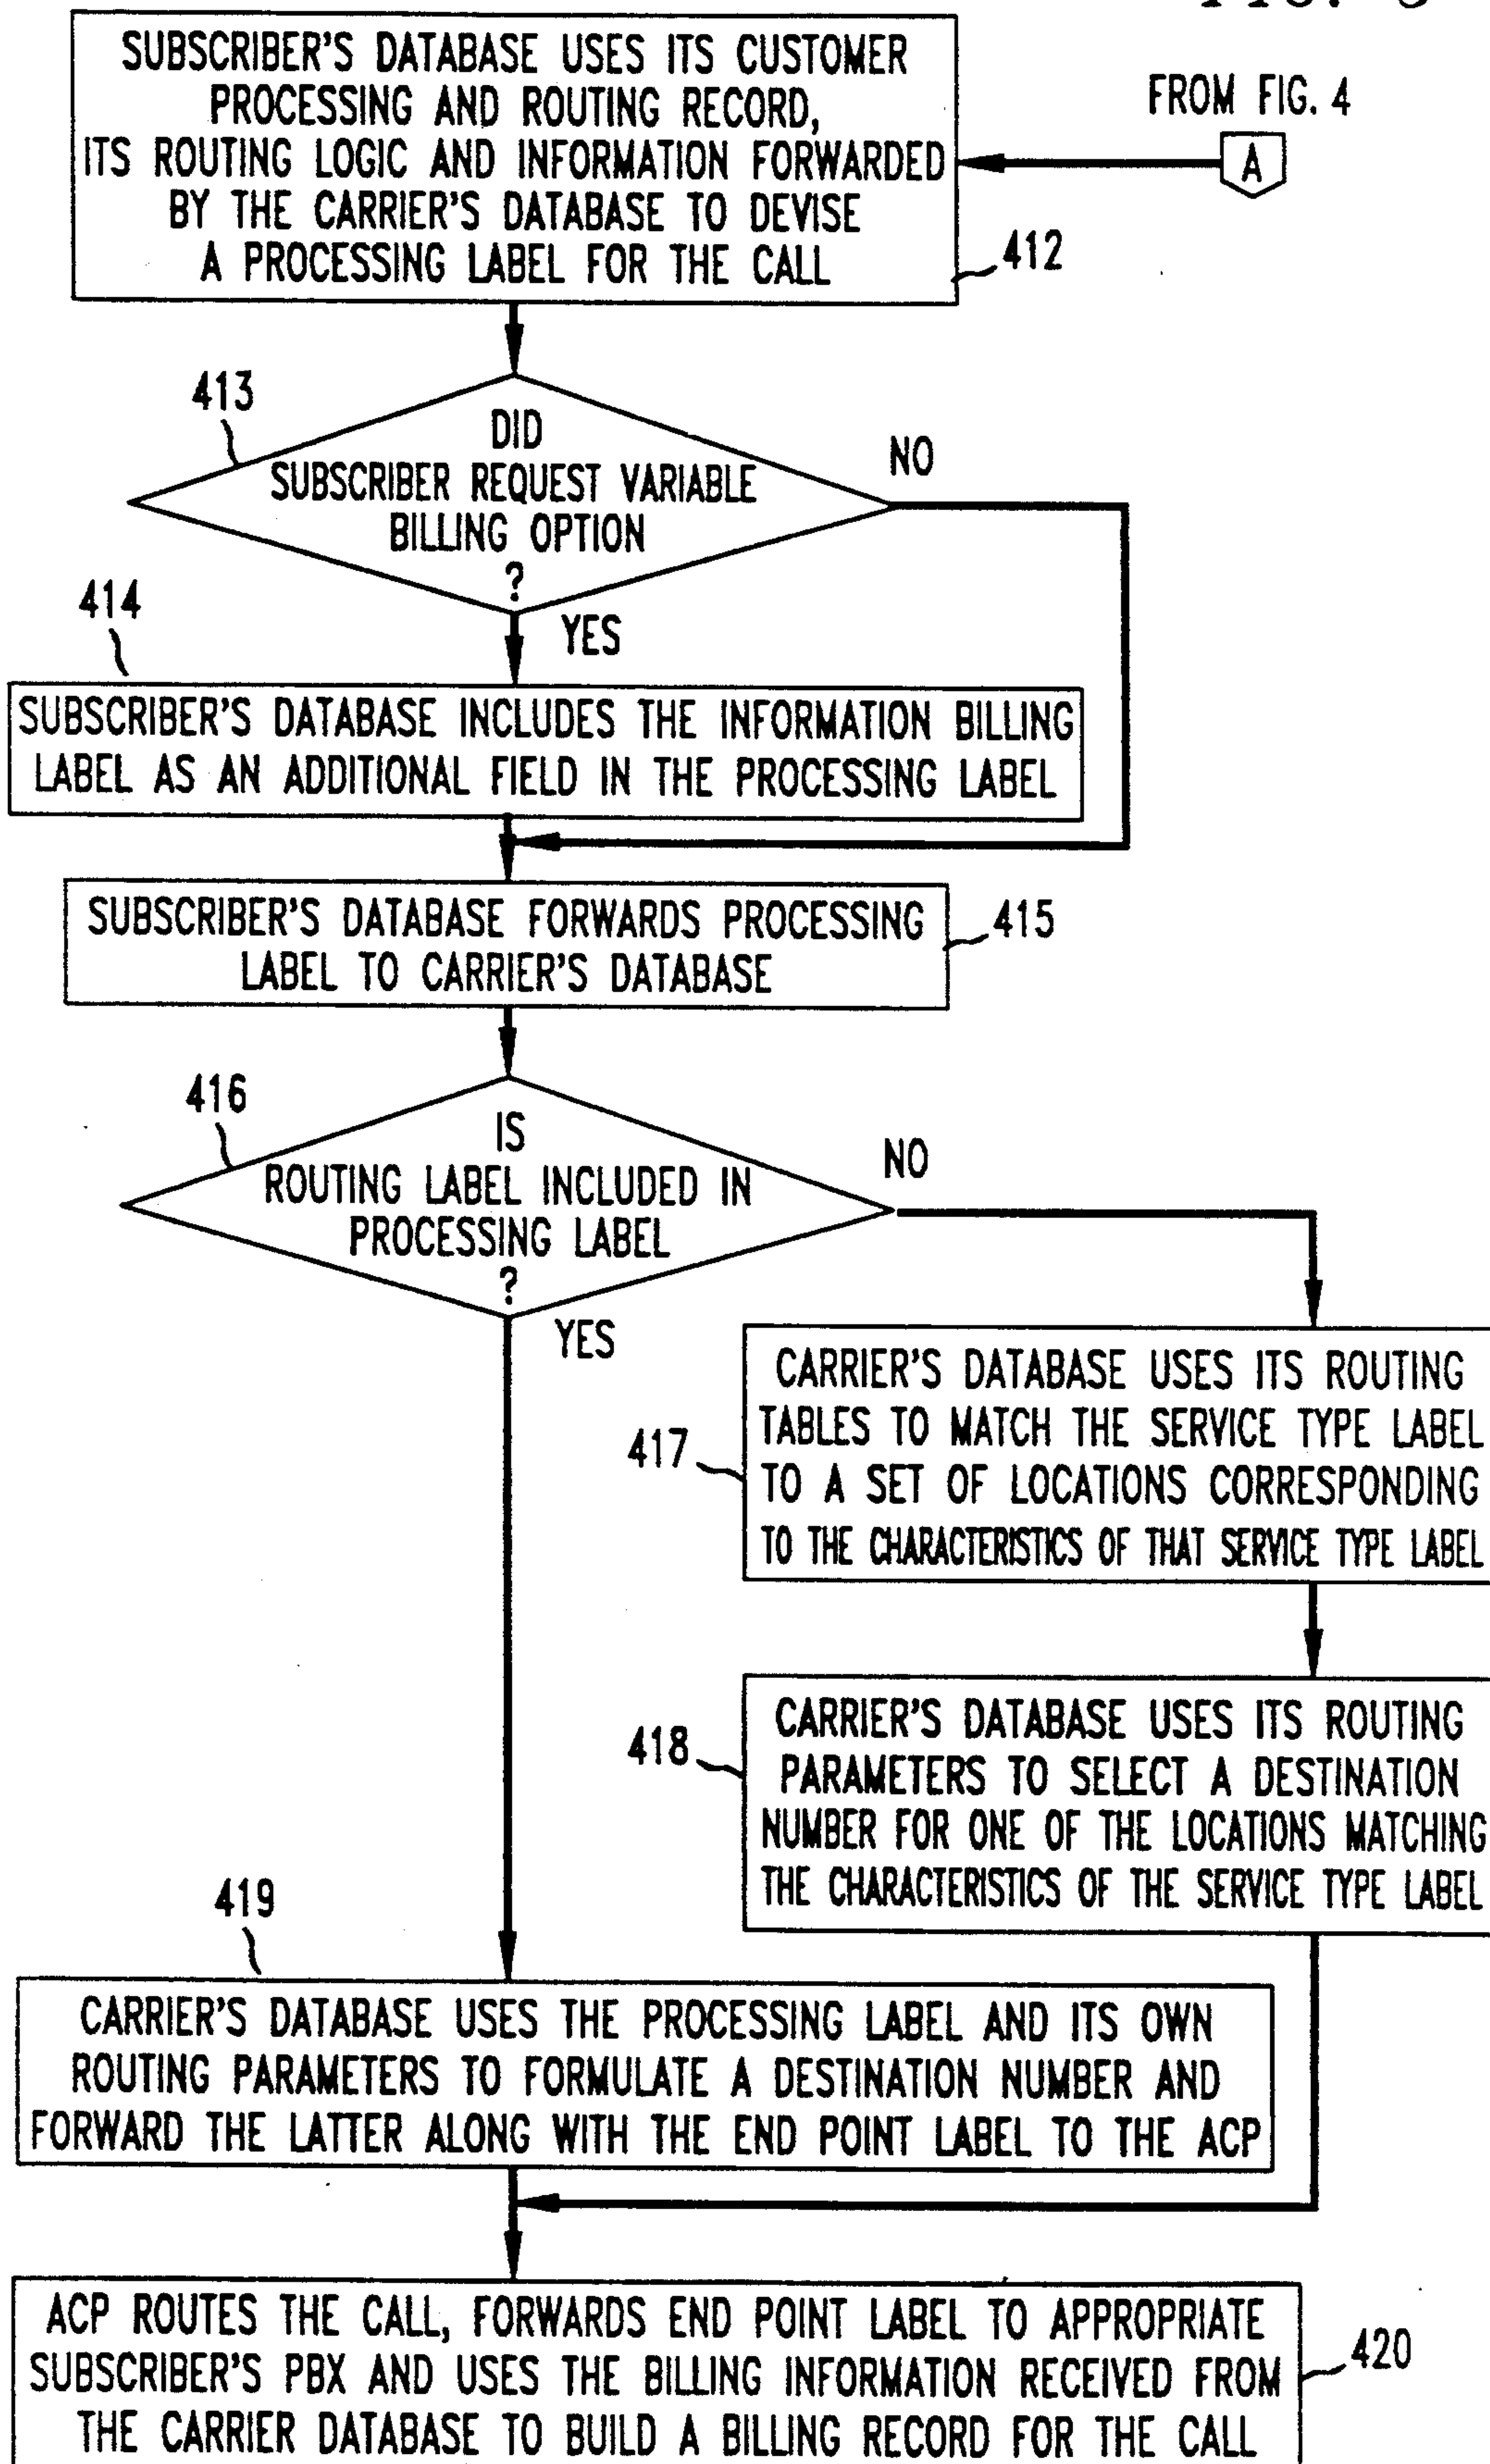 SUBSCRIBER'S DATABASE USES ITS CUSTOMER
PROCESSING AND ROUTING RECORD,
ITS ROUTING LOGIC AND INFORMATION FORWARDED
BY THE CARRIER'S DATABASE TO DEVISE
A PROCESSING LABEL FOR THE CALL
FROM FIG. 4
A
412
413
DID
SUBSCRIBER REQUEST VARIABLE
BILLING OPTION
?
NO
YES
414
SUBSCRIBER'S DATABASE INCLUDES THE INFORMATION BILLING
LABEL AS AN ADDITIONAL FIELD IN THE PROCESSING LABEL
SUBSCRIBER'S DATABASE FORWARDS PROCESSING
LABEL TO CARRIER'S DATABASE
415
416
IS
ROUTING LABEL INCLUDED IN
PROCESSING LABEL
?
NO
YES
CARRIER'S DATABASE USES ITS ROUTING
TABLES TO MATCH THE SERVICE TYPE LABEL
TO A SET OF LOCATIONS CORRESPONDING
TO THE CHARACTERISTICS OF THAT SERVICE TYPE LABEL
417
CARRIER'S DATABASE USES ITS ROUTING
PARAMETERS TO SELECT A DESTINATION
NUMBER FOR ONE OF THE LOCATIONS MATCHING
THE CHARACTERISTICS OF THE SERVICE TYPE LABEL
418
419
CARRIER'S DATABASE USES THE PROCESSING LABEL AND ITS OWN
ROUTING PARAMETERS TO FORMULATE A DESTINATION NUMBER AND
FORWARD THE LATTER ALONG WITH THE END POINT LABEL TO THE ACP
ACP ROUTES THE CALL, FORWARDS END POINT LABEL TO APPROPRIATE
SUBSCRIBER'S PBX AND USES THE BILLING INFORMATION RECEIVED FROM
THE CARRIER DATABASE TO BUILD A BILLING RECORD FOR THE CALL
420